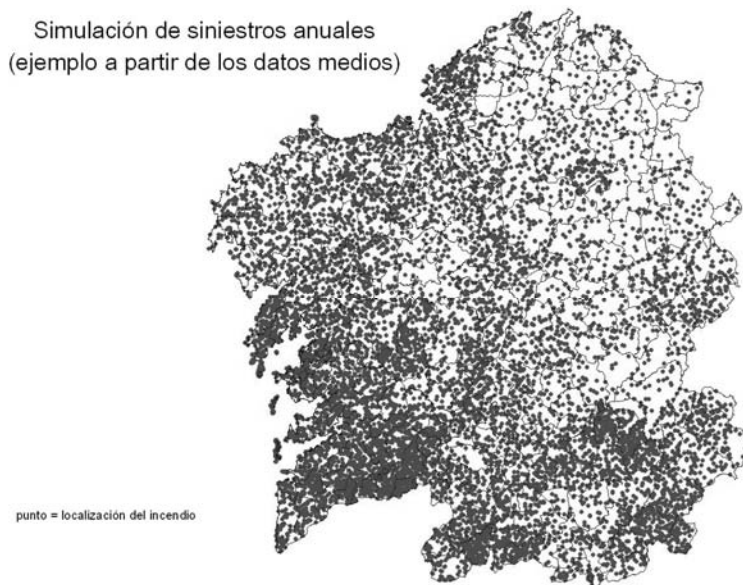 Simulación de siniestros anuales
(ejemplo a partir de los datos medios)
punto = localización del incendio